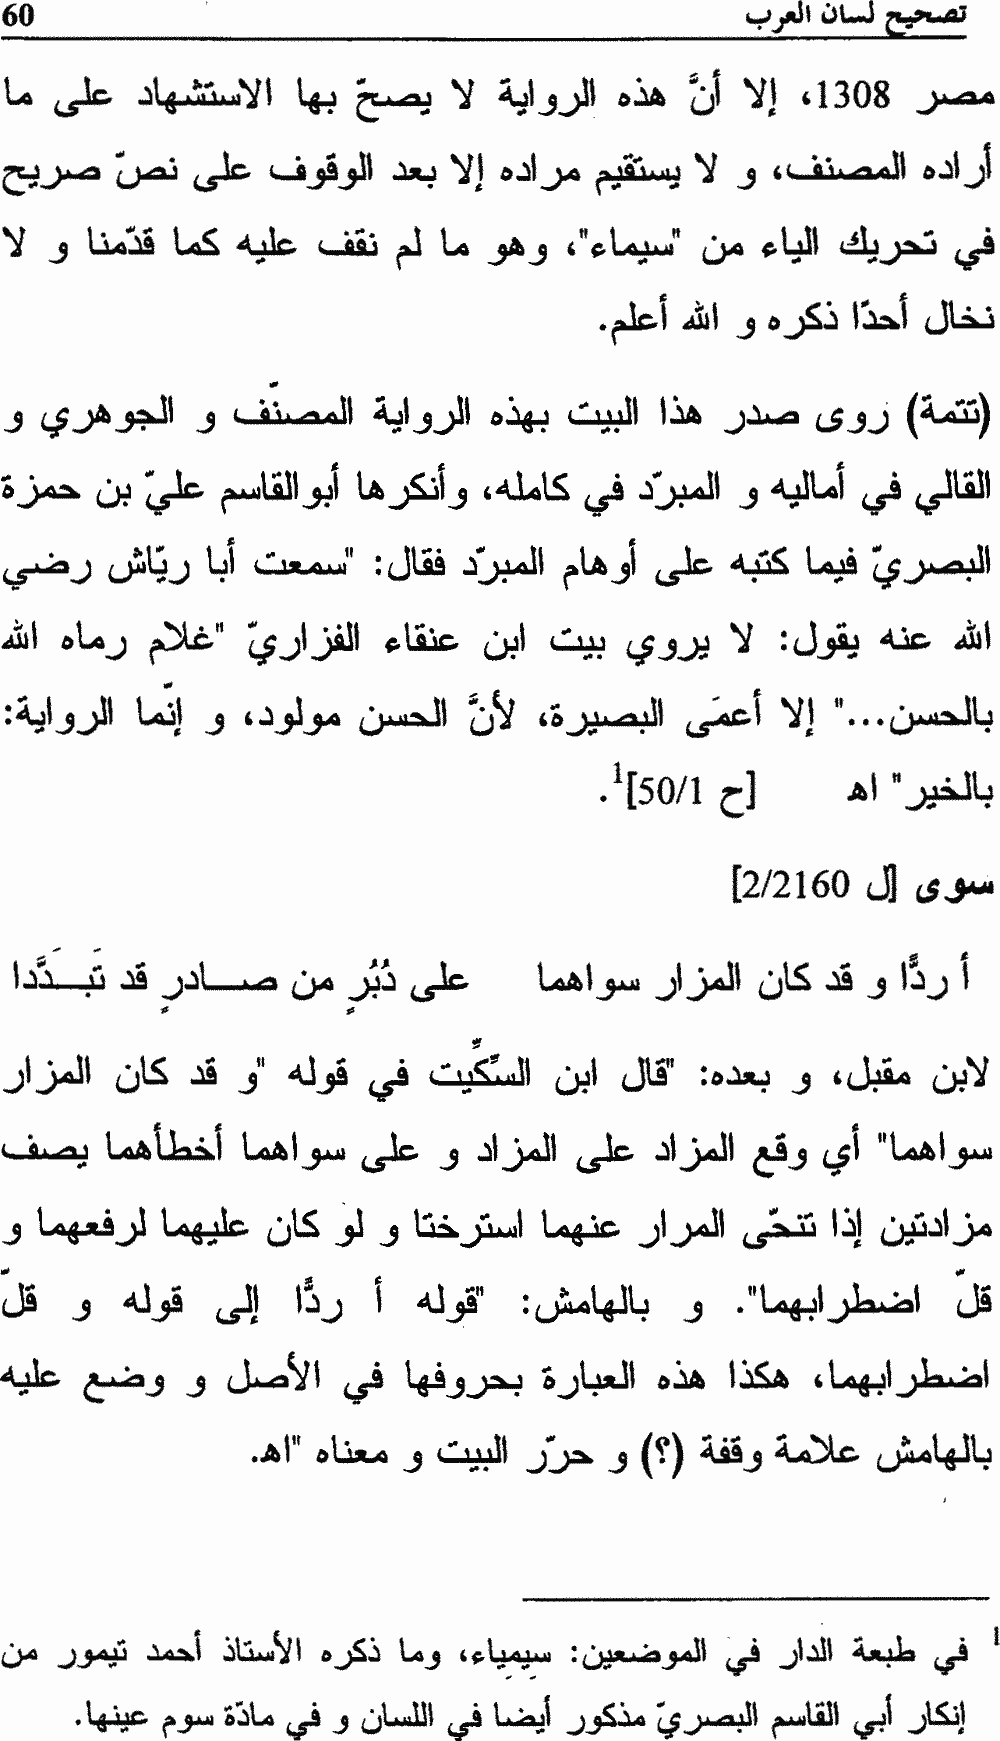 تصحيح لسان العرب 60
مصر 1308، إلا أنَّ هذه الرواية لا يصحّ بها الاستشهاد على ما
أراده المصنف، و لا يستقيم مراده إلا بعد الوقوف على نصّ صريح
في تحريك الياء من "سيماء"، وهو ما لم نقف عليه كما قدّمنا و لا
نخال أحدًا ذكره و الله أعلم.
(تتمة) روى صدر هذا البيت بهذه الرواية المصنّف و الجوهري و
القالي في أماليه و المبرّد في كامله، وأنكرها أبوالقاسم عليّ بن حمزة
البصريّ فيما كتبه على أوهام المبرّد فقال: "سمعت أبا ريّاش رضي
الله عنه يقول: لا يروي بيت ابن عنقاء الفزاريّ "غلام رماه الله
بالحسن..." إلا أعمَى البصيرة، لأنَّ الحسن مولود، و إنّما الرواية:
بالخير" اه [ح 50/1]1.
سوى [ل 2/2160]
أ ردًّا و قد كان المزار سواهما على دُبُرٍ من صـــادرٍ قد تَبـــَدَّدا
لابن مقبل، و بعده: "قال ابن السّكِّيت في قوله "و قد كان المزار
سواهما" أي وقع المزاد على المزاد و على سواهما أخطأهما يصف
مزادتين إذا تنحّى المرار عنهما استرختا و لو كان عليهما لرفعهما و
قلّ اضطرابهما". و بالهامش: "قوله أ ردًّا إلى قوله و قلّ
اضطرابهما، هكذا هذه العبارة بحروفها في الأصل و وضع عليه
بالهامش علامة وقفة (؟) و حرّر البيت و معناه "اه.
1 في طبعة الدار في الموضعين: سيمياء، وما ذكره الأستاذ أحمد تيمور من
إنكار أبي القاسم البصريّ مذكور أيضا في اللسان و في مادّة سوم عينها.